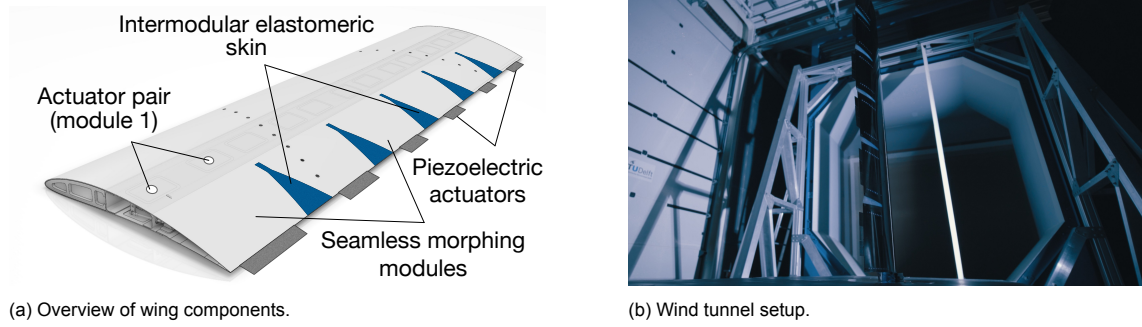 Intermodular elastomeric
skin
Actuator pair
(module 1)
Piezoelectric
actuators
Seamless morphing
modules
TUDelft
(a) Overview of wing components.
(b) Wind tunnel setup.